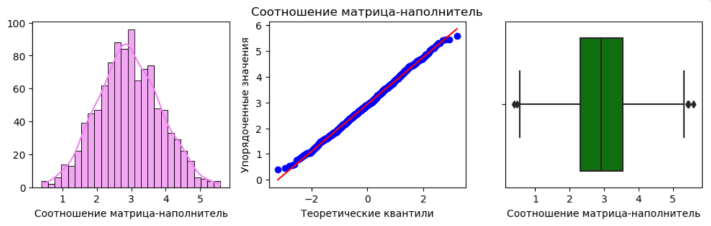 Соотношение матрица-наполнитель
100
80
60
40
20
0
1 2 3 4 5
Соотношение матрица-наполнитель
Упорядоченные значения
6
5
4
3
2
1
0
−2 0 2
Теоретические квантили
1 2 3 4 5
Соотношение матрица-наполнитель